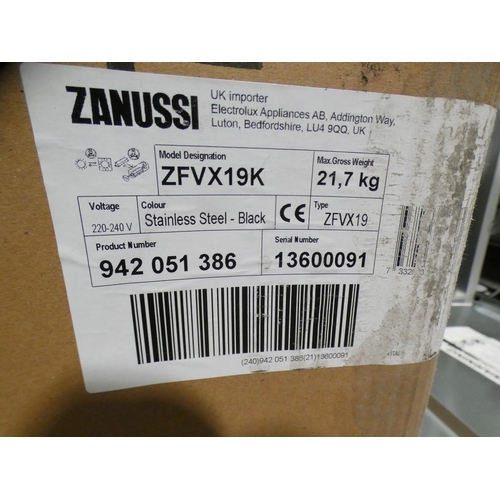 ZANUSSI
UK importer
Electrolux Appliances AB, Addington Way,
Luton, Bedfordshire, LU4 9QQ, UK
Model Designation
ZFVX19K
Max.Gross Weight
21,7 kg
Voltage
220-240 V
Colour
Stainless Steel - Black
CE
Type
ZFVX19
Product Number
942 051 386
Serial Number
13600091
(240)942 051 386(21)13600091